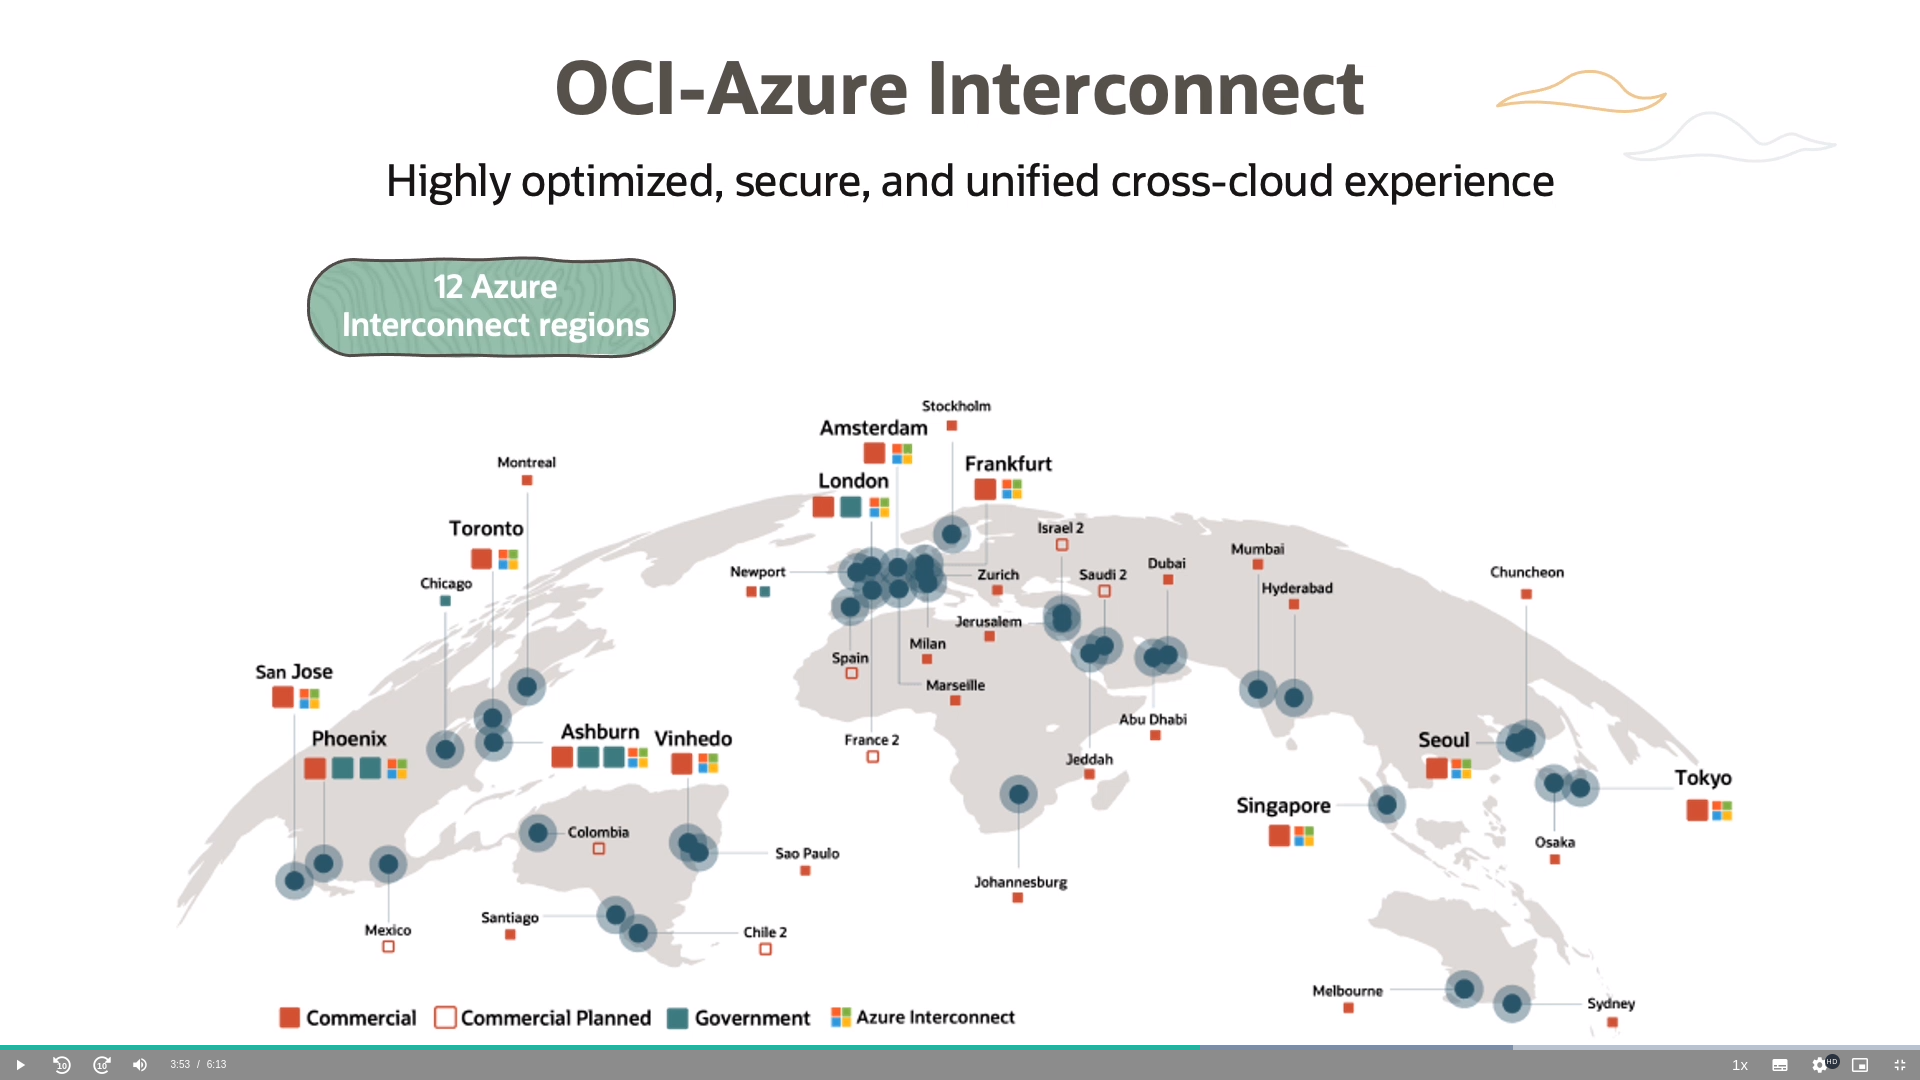 OCI-Azure Interconnect
Highly optimized, secure, and unified cross-cloud experience
12 Azure
Interconnect regions
Stockholm
Amsterdam
Frankfurt
Montreal
London
Toronto
Israel 2
Mumbai
Chicago
Newport
Zurich
Saudi 2
Dubai
Hyderabad
Chuncheon
Jerusalem
Milan
Spain
San Jose
Marseille
Phoenix
Ashburn
Vinhedo
France 2
Abu Dhabi
Seoul
Jeddah
Tokyo
Singapore
Colombia
Sao Paulo
Osaka
Johannesburg
Santiago
Mexico
Chile 2
Melbourne
Sydney
Commercial Commercial Planned Government Azure Interconnect
10 10 3:53 / 6:13 1x HD